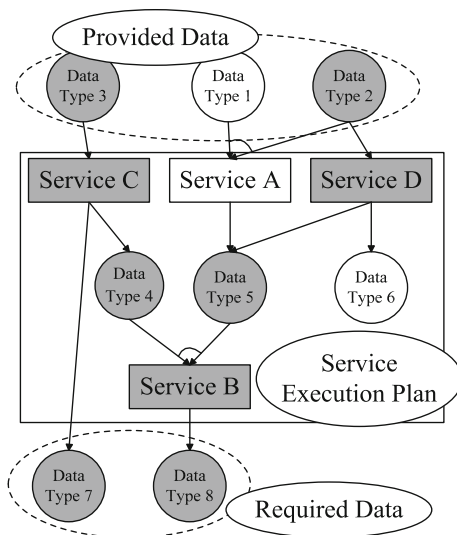 Provided Data
Data
Type 3
Data
Type 1
Data
Type 2
Service C
Service A
Service D
Data
Type 4
Data
Type 5
Data
Type 6
Service
Execution Plan
Service B
Data
Type 7
Data
Type 8
Required Data